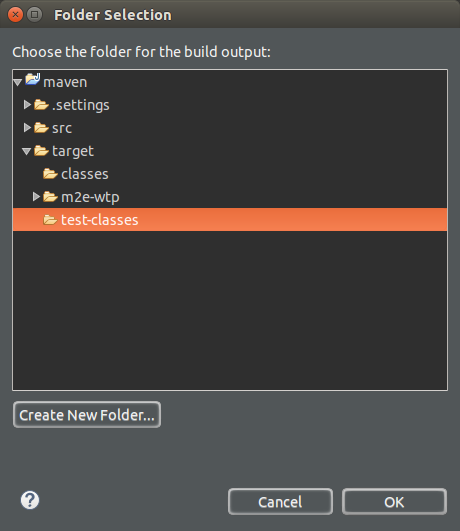 Folder Selection
Choose the folder for the build output:
maven
.settings
src
target
classes
m2e-wtp
test-classes
Create New Folder...
?
Cancel
OK